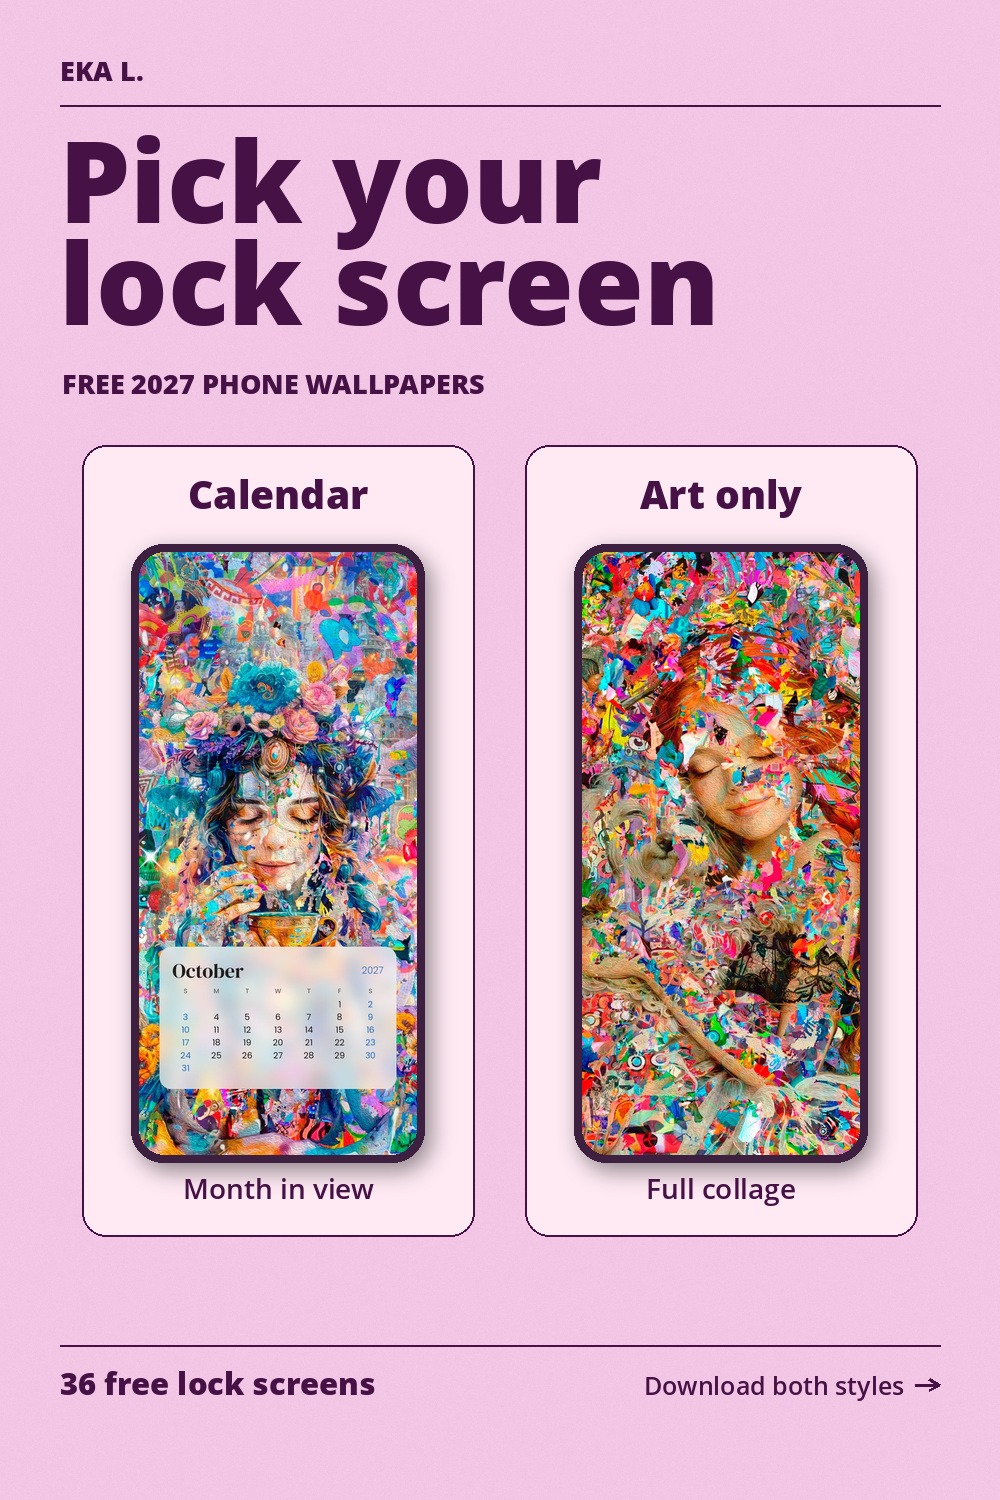 EKA L.
Pick your
lock screen
FREE 2027 PHONE WALLPAPERS
Calendar
October 2027
S M T W T F S
1 2
3 4 5 6 7 8 9
10 11 12 13 14 15 16
17 18 19 20 21 22 23
24 25 26 27 28 29 30
31
Month in view
Art only
Full collage
36 free lock screens
Download both styles →